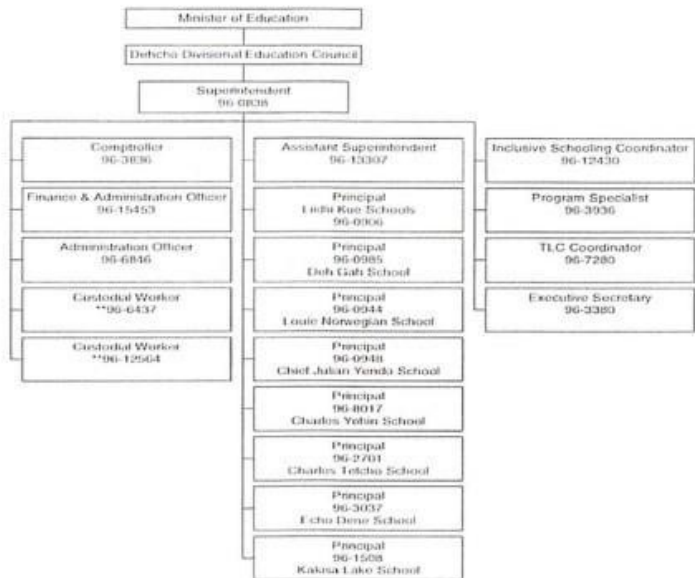 Minister of Education
Dehcho Divisional Education Council
Superintendent
96-0838
Comptroller
96-3836
Finance & Administration Officer
96-15453
Administration Officer
96-6846
Custodial Worker
**96-6437
Custodial Worker
**96-12564
Assistant Superintendent
96-13307
Principal
Liidli Kue Schools
96-0906
Principal
96-0985
Deh Gah School
Principal
96-0944
Louie Norwegian School
Principal
96-0948
Chief Julian Yendo School
Principal
96-8017
Charles Yohin School
Principal
96-2701
Charles Tetcho School
Principal
96-3037
Echo Dene School
Principal
96-1508
Kakisa Lake School
Inclusive Schooling Coordinator
96-12430
Program Specialist
96-3936
TLC Coordinator
96-7280
Executive Secretary
96-3380